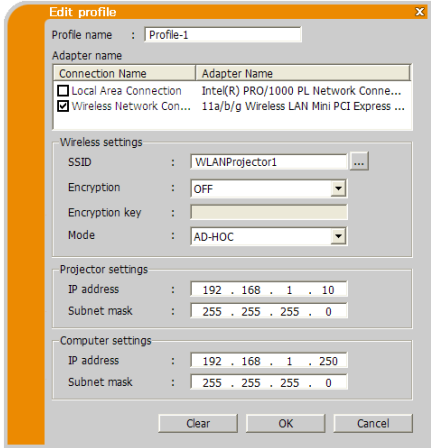 Edit profile x
Profile name : Profile-1
Adapter name
Connection Name Adapter Name
Local Area Connection Intel(R) PRO/1000 PL Network Conne...
Wireless Network Con... 11a/b/g Wireless LAN Mini PCI Express ...
Wireless settings
SSID : WLANProjector1 ...
Encryption : OFF
Encryption key :
Mode : AD-HOC
Projector settings
IP address : 192 . 168 . 1 . 10
Subnet mask : 255 . 255 . 255 . 0
Computer settings
IP address : 192 . 168 . 1 . 250
Subnet mask : 255 . 255 . 255 . 0
Clear OK Cancel